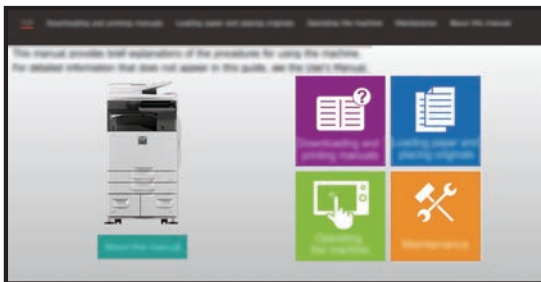 Downloading and printing manuals Loading paper and placing originals Operating the machine Maintenance About this manual
This manual provides brief explanations of the procedures for using the machine.
For detailed information that does not appear in this guide, see the User's Manual.
?
Downloading and
printing manuals
Loading paper and
placing originals
Operating
the machine
Maintenance
About this manual